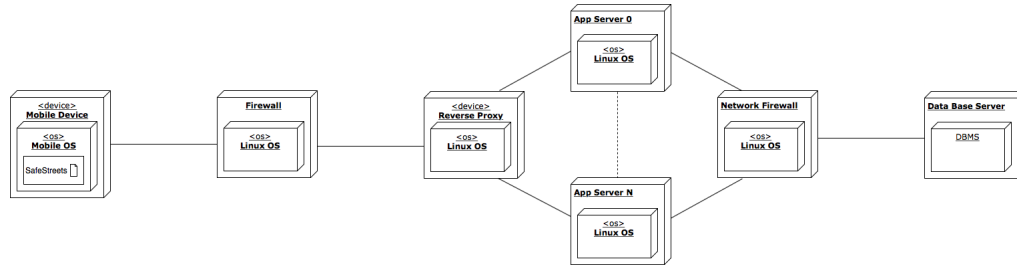 <device>
Mobile Device
<os>
Mobile OS
SafeStreets
Firewall
<os>
Linux OS
<device>
Reverse Proxy
<os>
Linux OS
App Server 0
<os>
Linux OS
App Server N
<os>
Linux OS
Network Firewall
<os>
Linux OS
Data Base Server
DBMS